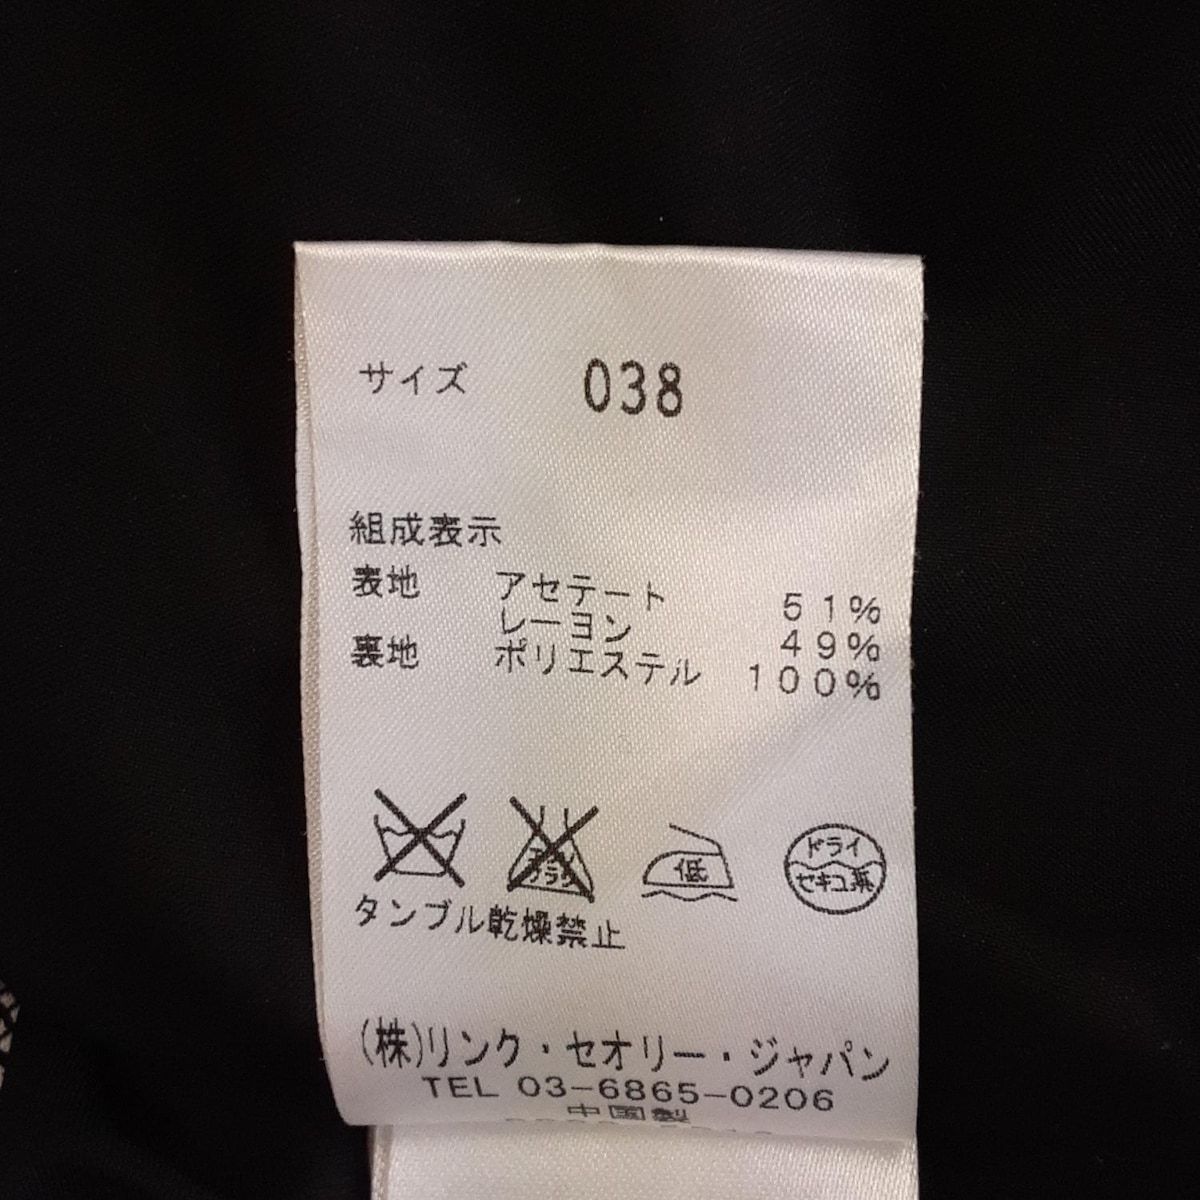 サイズ 038
組成表示
表地 アセテート 51%
レーヨン 49%
裏地 ポリエステル 100%
低
ドライ
セキユ系
タンブル乾燥禁止
(株)リンク・セオリー・ジャパン
TEL 03-6865-0206
中国製